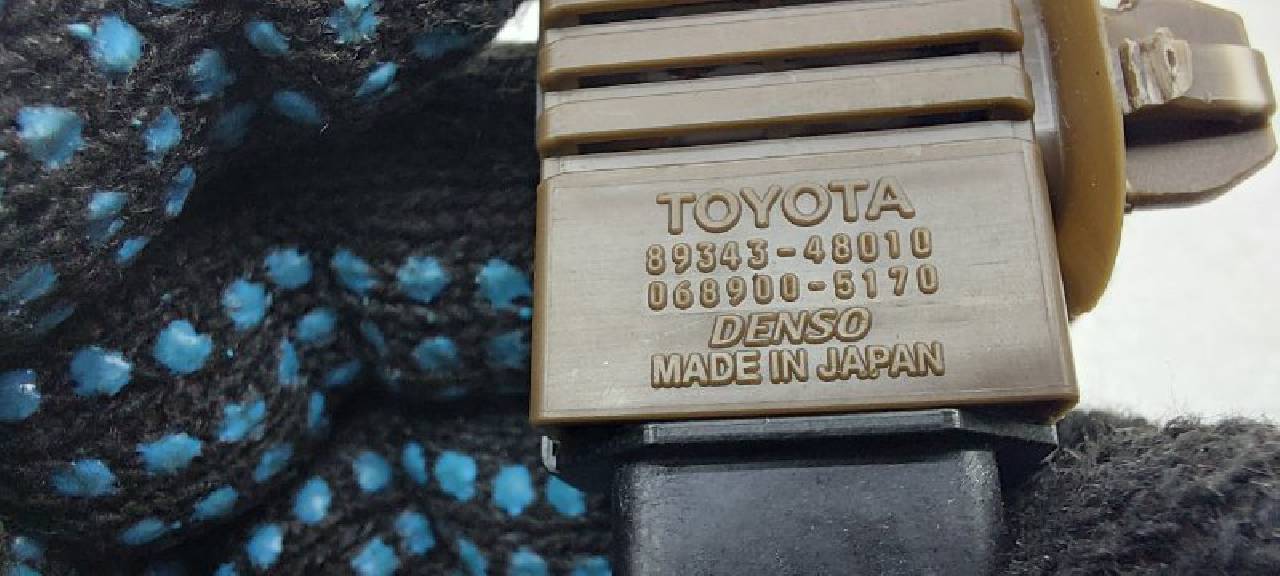 TOYOTA
89343-48010
068900-5170
DENSO
MADE IN JAPAN